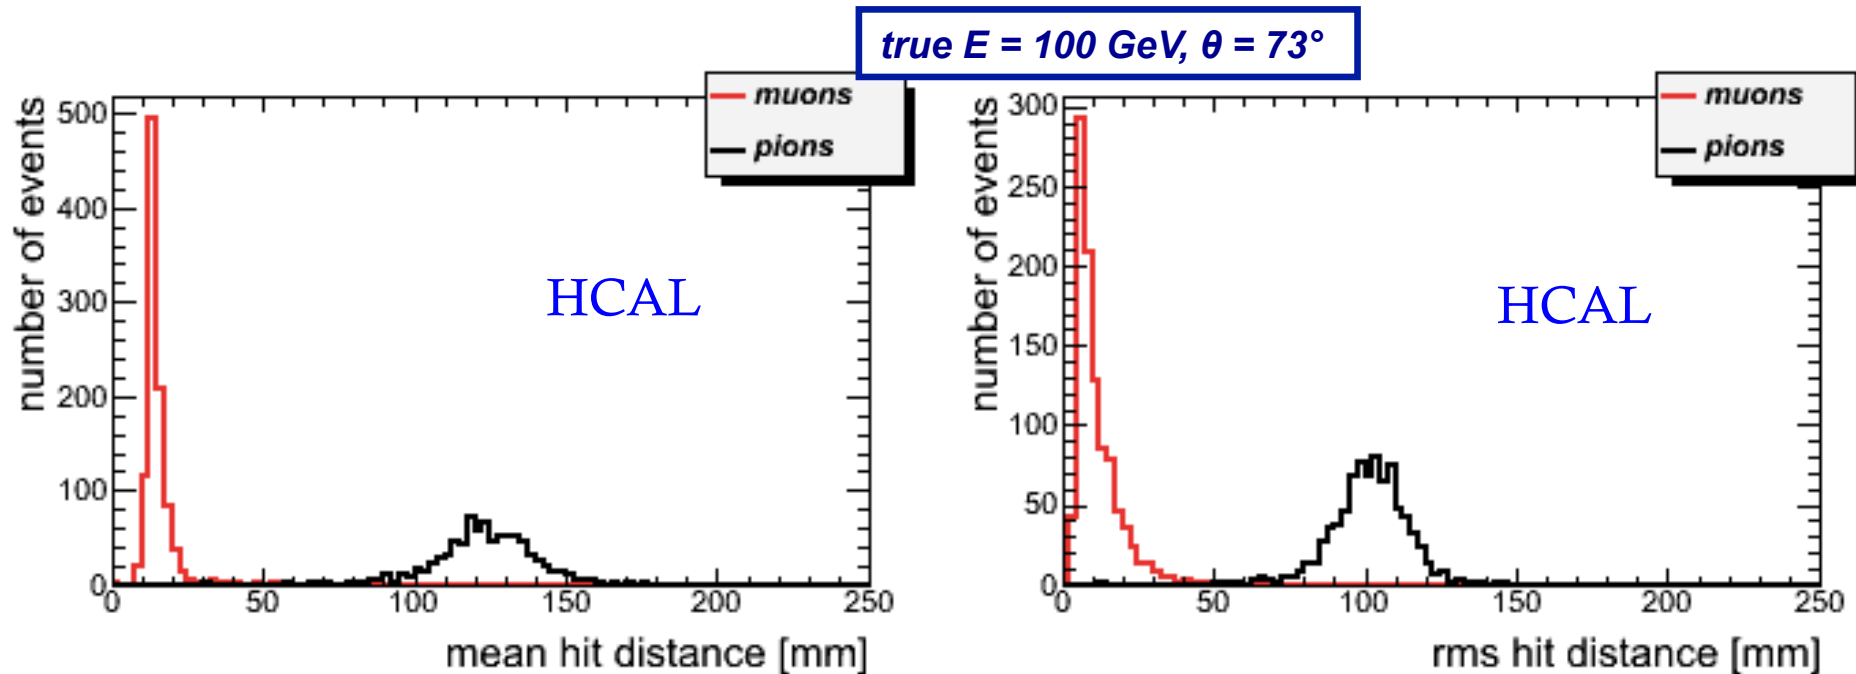 true E = 100 GeV, θ = 73°
muons
pions
number of events
500
400
300
200
100
0
0 50 100 150 200 250
HCAL
mean hit distance [mm]
muons
pions
number of events
300
250
200
150
100
50
0
0 50 100 150 200 250
HCAL
rms hit distance [mm]